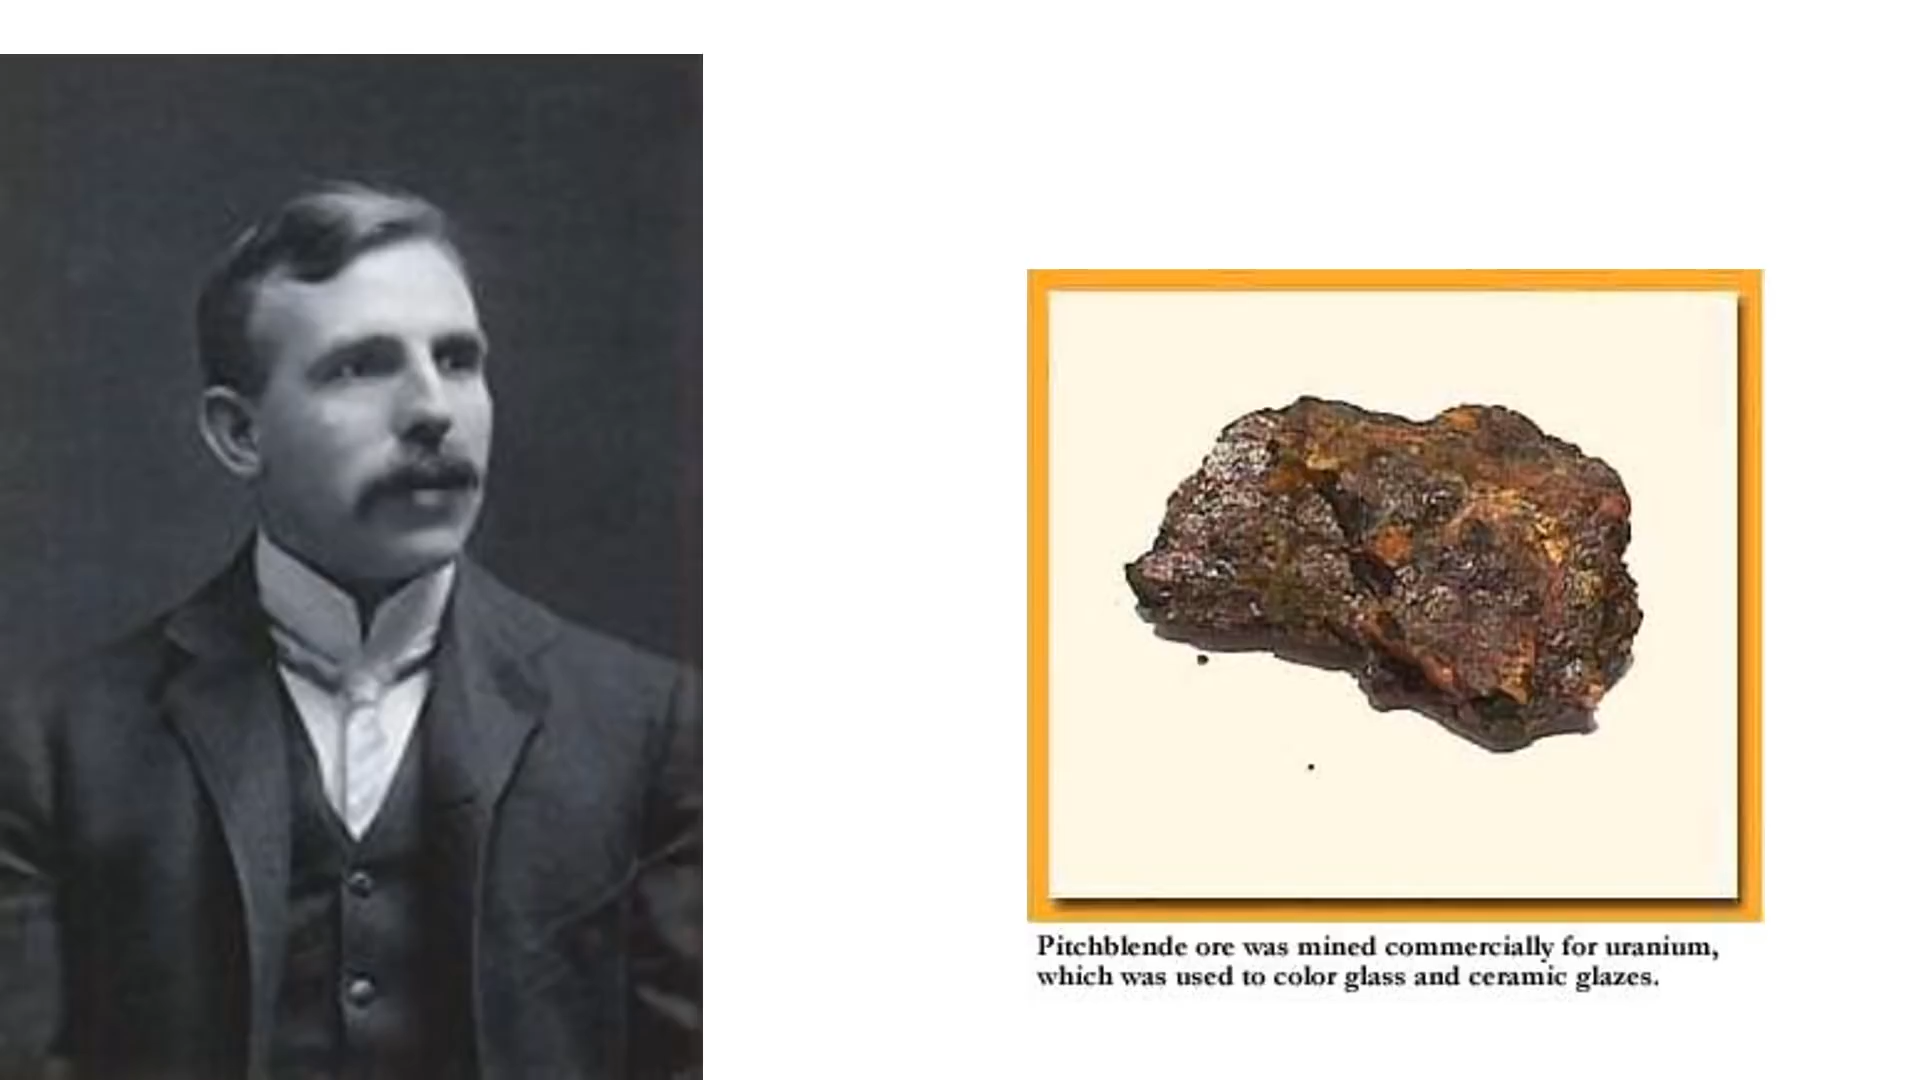 Pitchblende ore was mined commercially for uranium,
which was used to color glass and ceramic glazes.